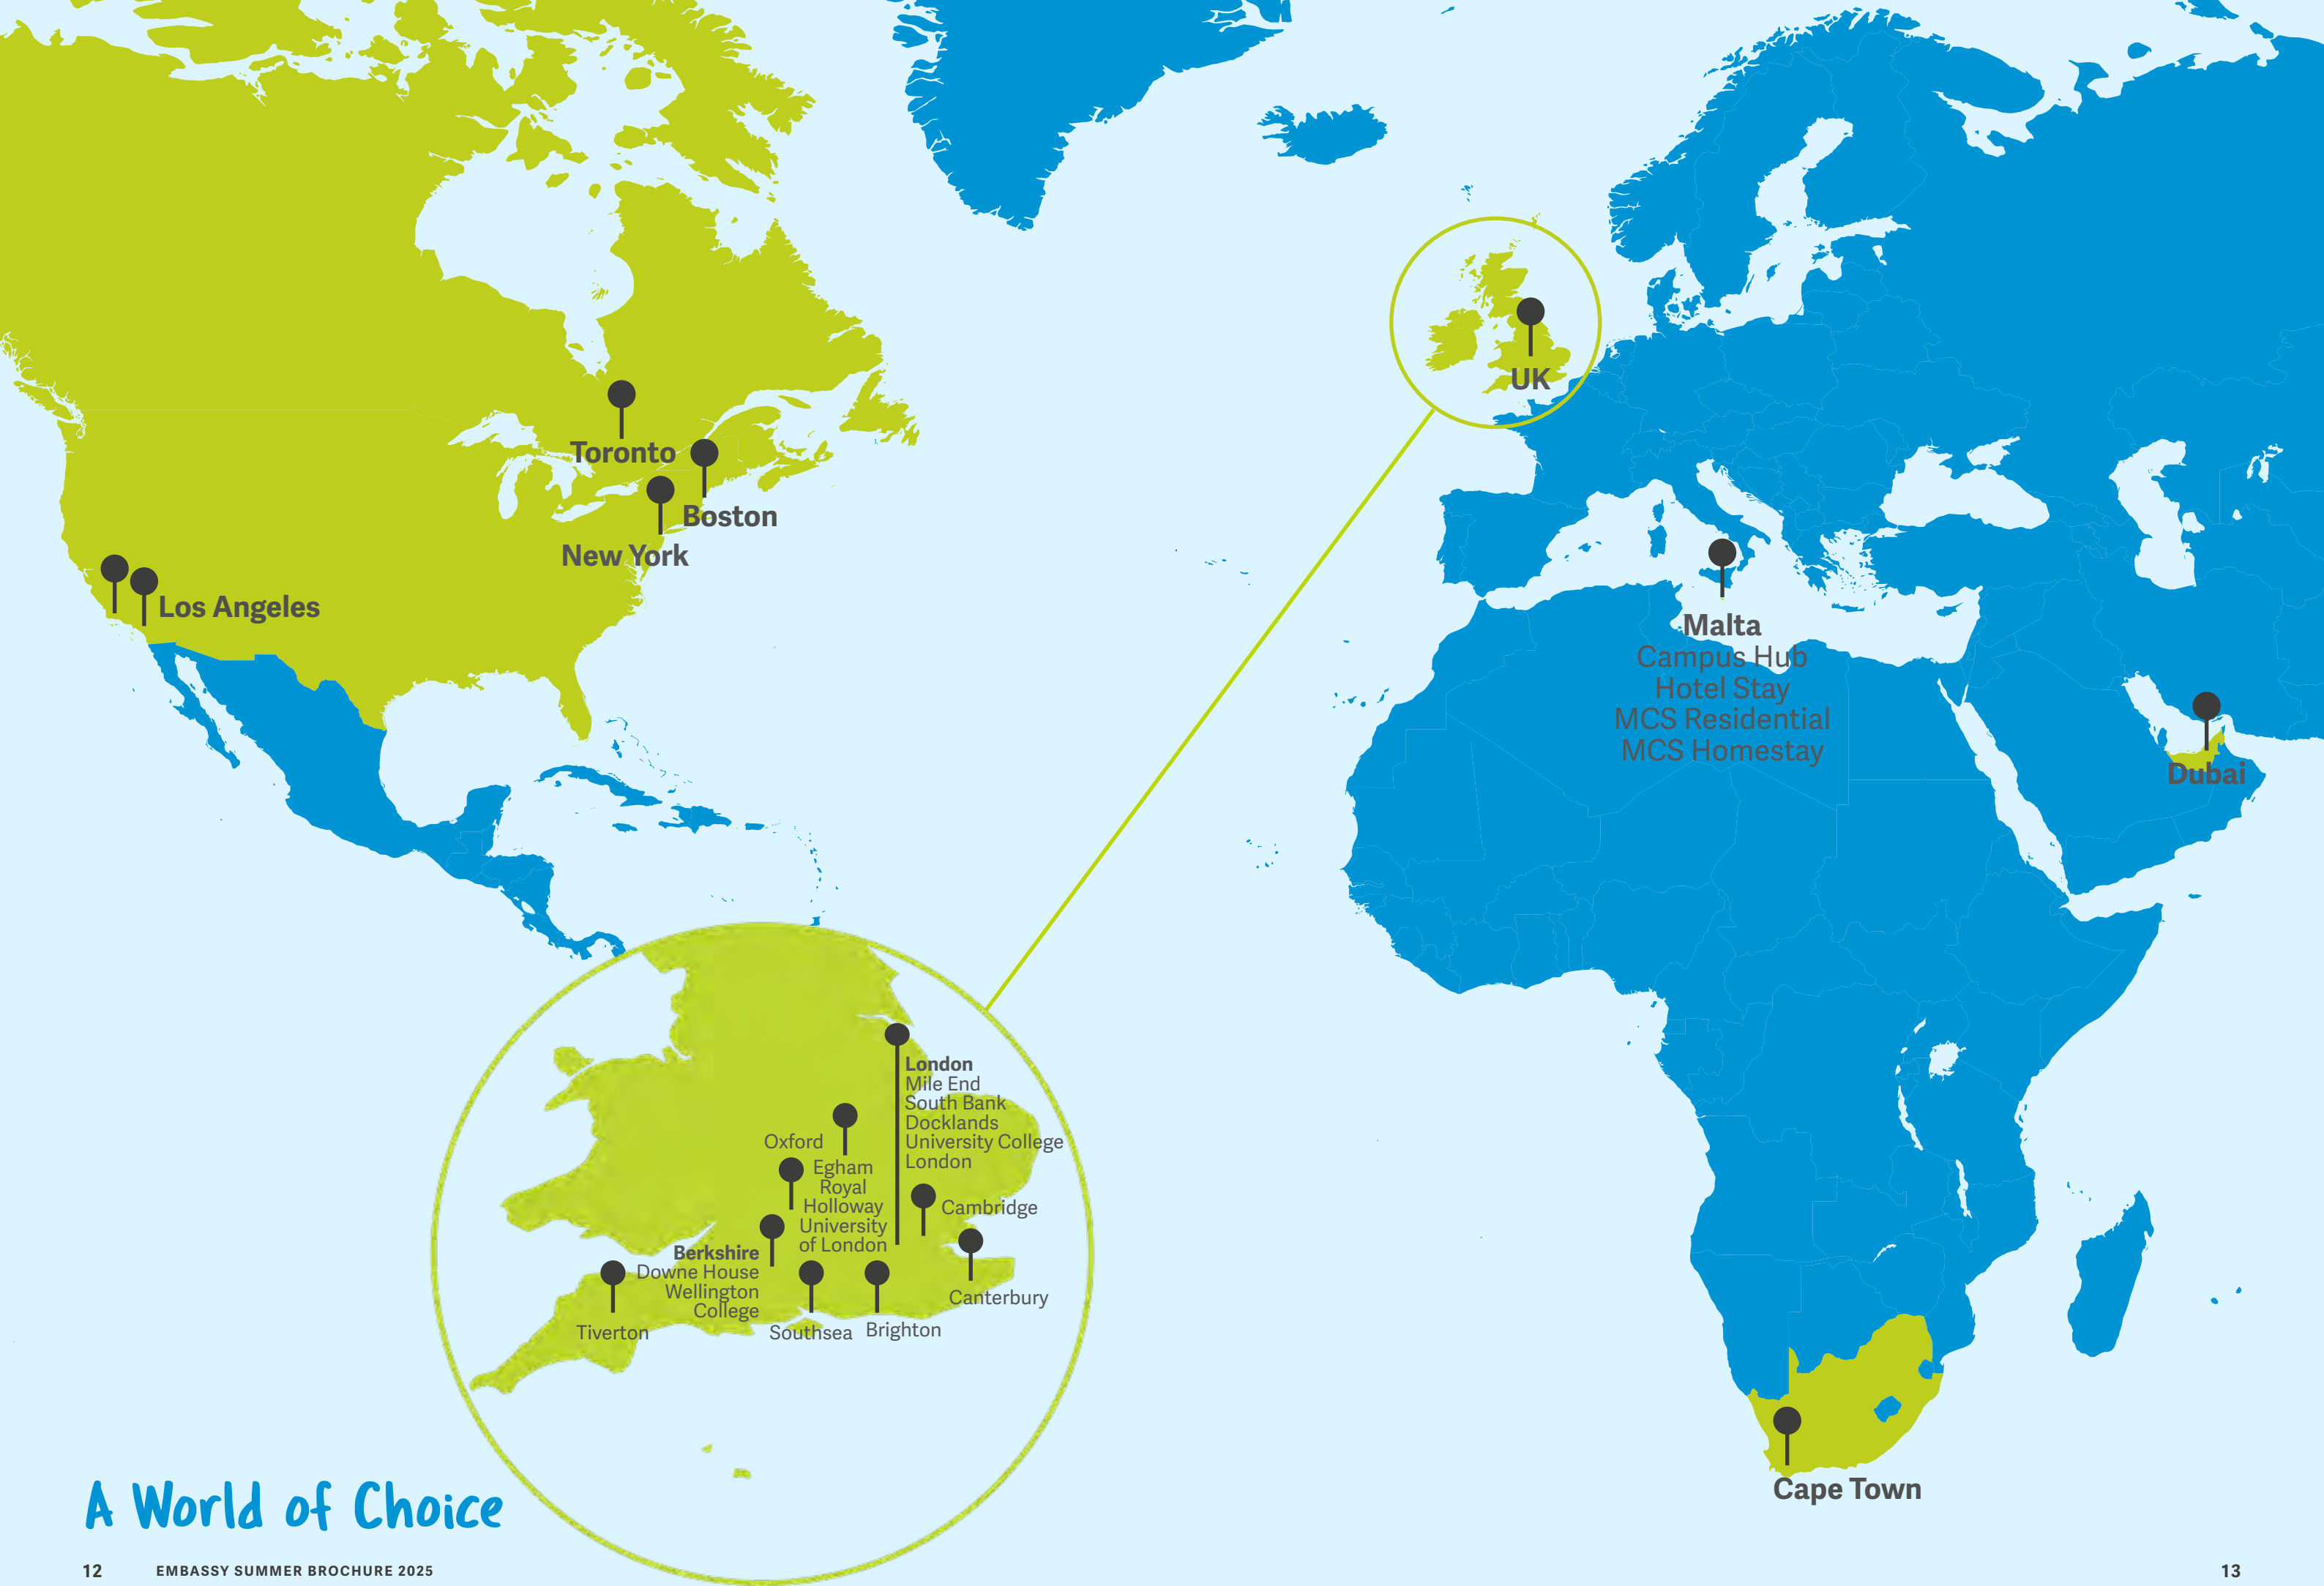 UK
Toronto
Boston
New York
Los Angeles
Malta
Campus Hub
Hotel Stay
MCS Residential
MCS Homestay
Dubai
London
Mile End
South Bank
Docklands
University College
London
Oxford
Egham
Royal
Holloway
University
of London
Cambridge
Berkshire
Downe House
Wellington
College
Canterbury
Tiverton
Southsea
Brighton
Cape Town
A World of Choice
12
EMBASSY SUMMER BROCHURE 2025
13